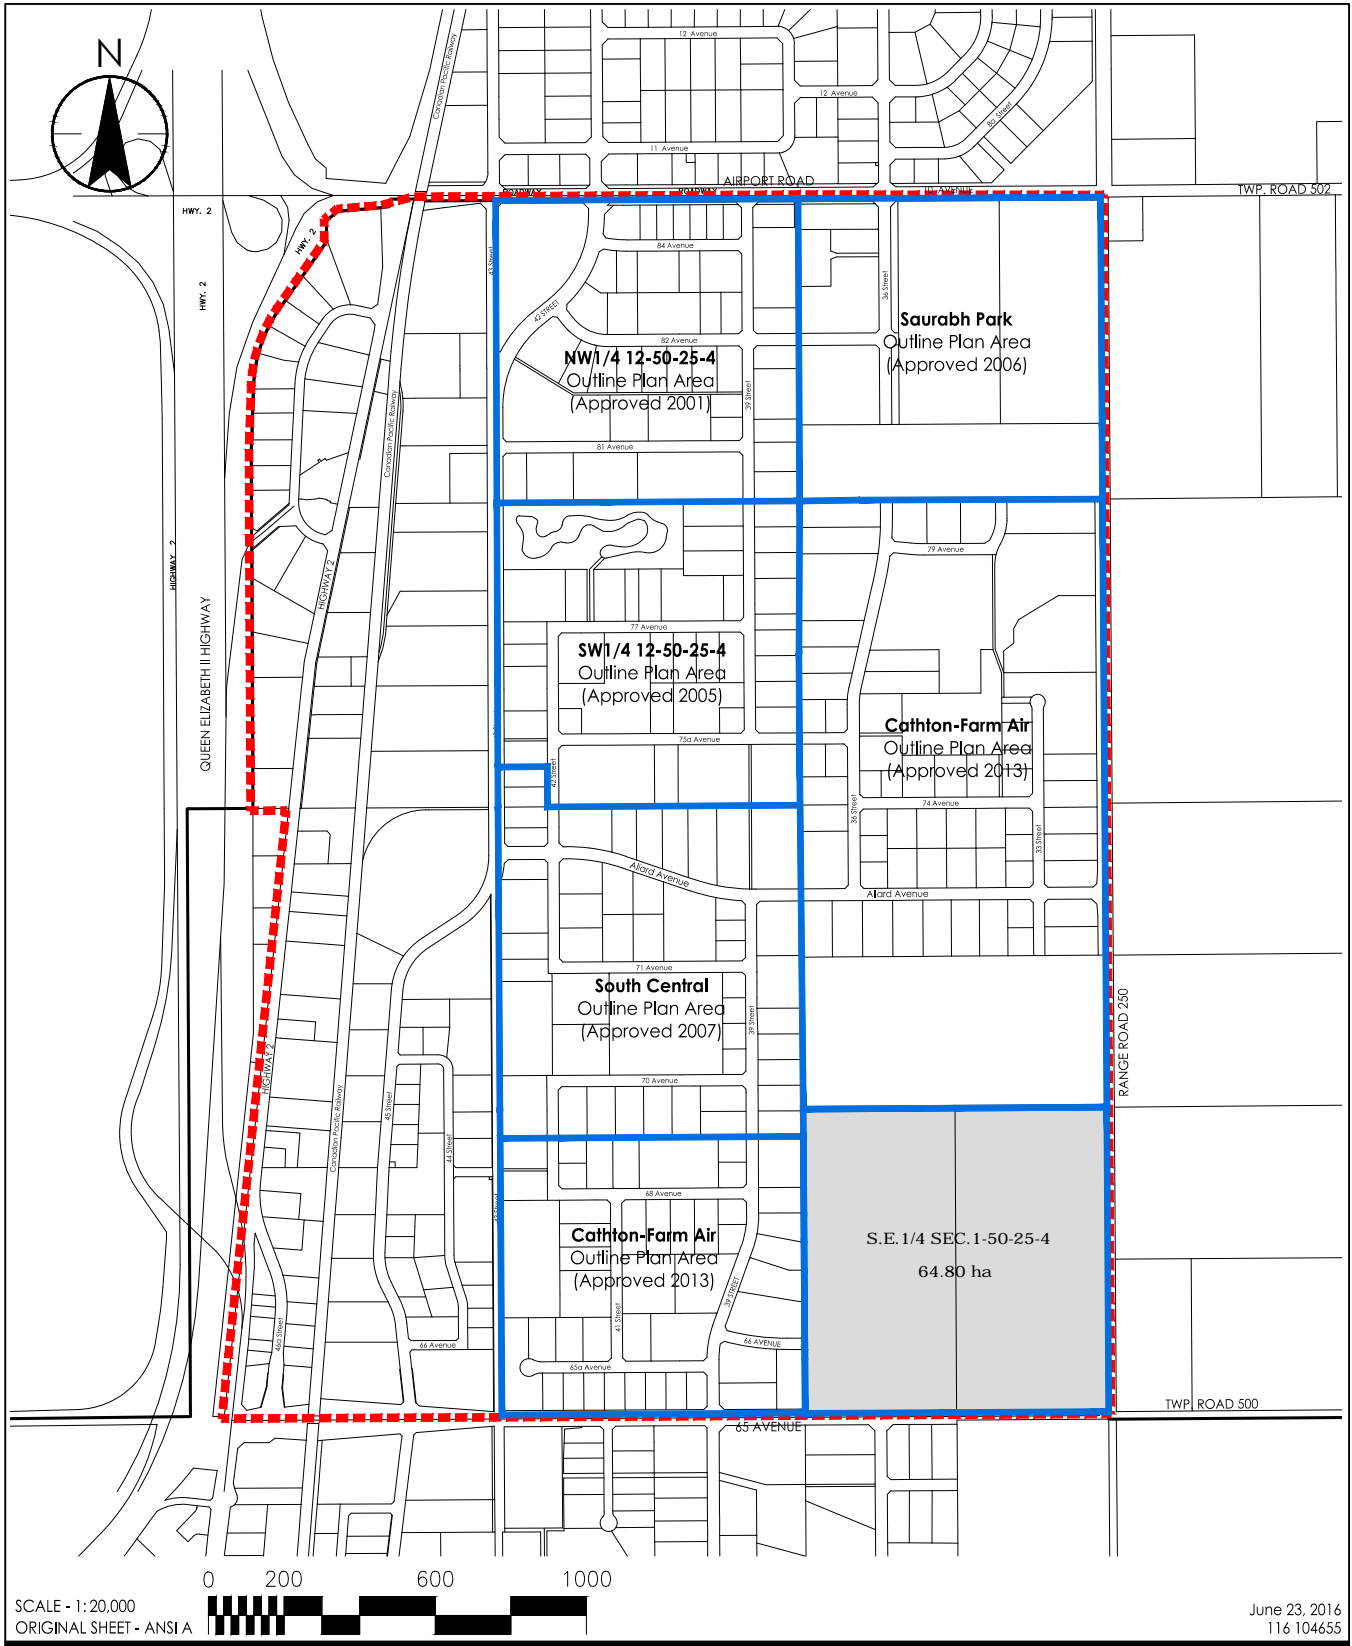 N
12 Avenue
Canadian Pacific Railway
12 Avenue
8a Street
11 Avenue
AIRPORT ROAD
ROADWAY
ROADWAY
10 AVENUE
TWP. ROAD 502
HWY. 2
HWY. 2
HWY. 2
43 Street
84 Avenue
36 Street
42 STREET
82 Avenue
Saurabh Park
Outline Plan Area
(Approved 2006)
NW1/4 12-50-25-4
Outline Plan Area
(Approved 2001)
39 Street
Canadian Pacific Railway
81 Avenue
HIGHWAY 2
79 Avenue
HIGHWAY 2
QUEEN ELIZABETH II HIGHWAY
77 Avenue
SW1/4 12-50-25-4
Outline Plan Area
(Approved 2005)
75a Avenue
42 Street
Cathton-Farm Air
Outline Plan Area
(Approved 2013)
74 Avenue
36 Street
33 Street
Allard Avenue
Allard Avenue
71 Avenue
South Central
Outline Plan Area
(Approved 2007)
39 Street
RANGE ROAD 250
HIGHWAY 2
70 Avenue
Canadian Pacific Railway
45 Street
44 Street
68 Avenue
Cathton-Farm Air
Outline Plan Area
(Approved 2013)
S.E.1/4 SEC.1-50-25-4
64.80 ha
39 STREET
41 Street
46a Street
66 Avenue
66 AVENUE
65a Avenue
TWP. ROAD 500
65 AVENUE
0 200 600 1000
SCALE - 1:20,000
ORIGINAL SHEET - ANSI A
June 23, 2016
116 104655